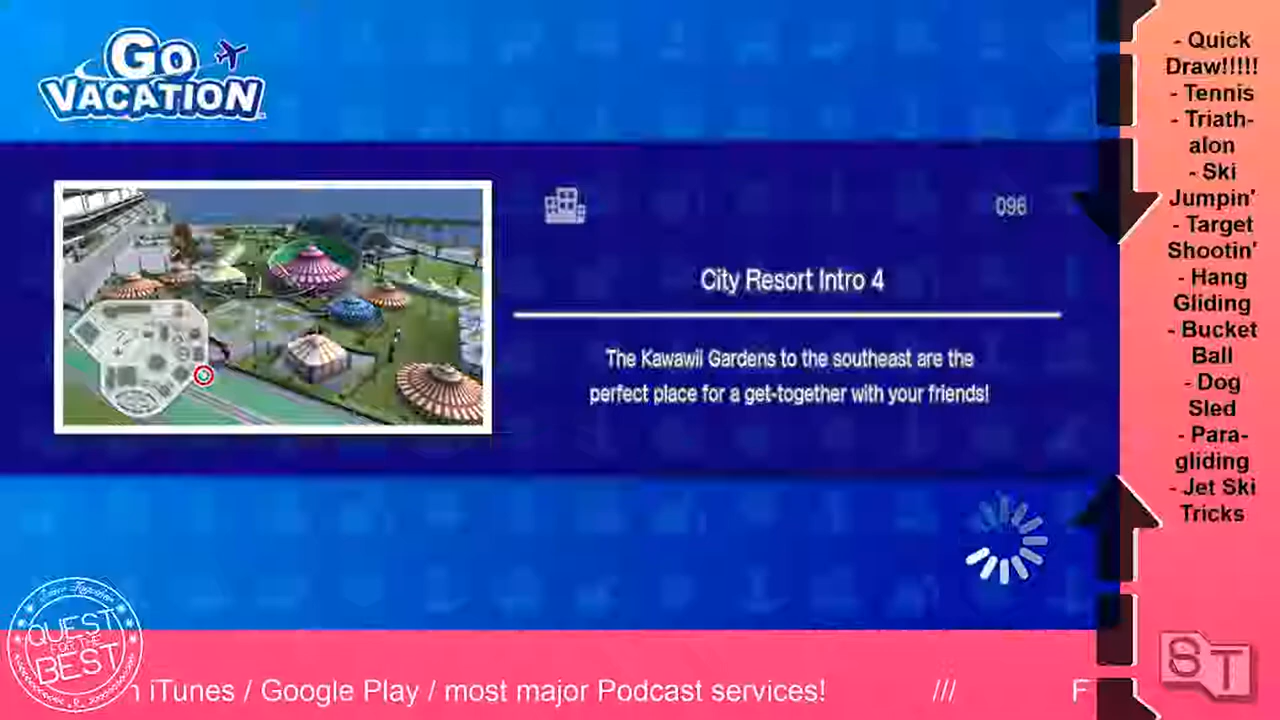 Go
VACATION
096
City Resort Intro 4
The Kawawii Gardens to the southeast are the
perfect place for a get-together with your friends!
- Quick
Draw!!!!!
- Tennis
- Triath-
alon
- Ski
Jumpin'
- Target
Shootin'
- Hang
Gliding
- Bucket
Ball
- Dog
Sled
- Para-
gliding
- Jet Ski
Tricks
QUEST
FOR THE
BEST
iTunes / Google Play / most major Podcast services! /// F
ST